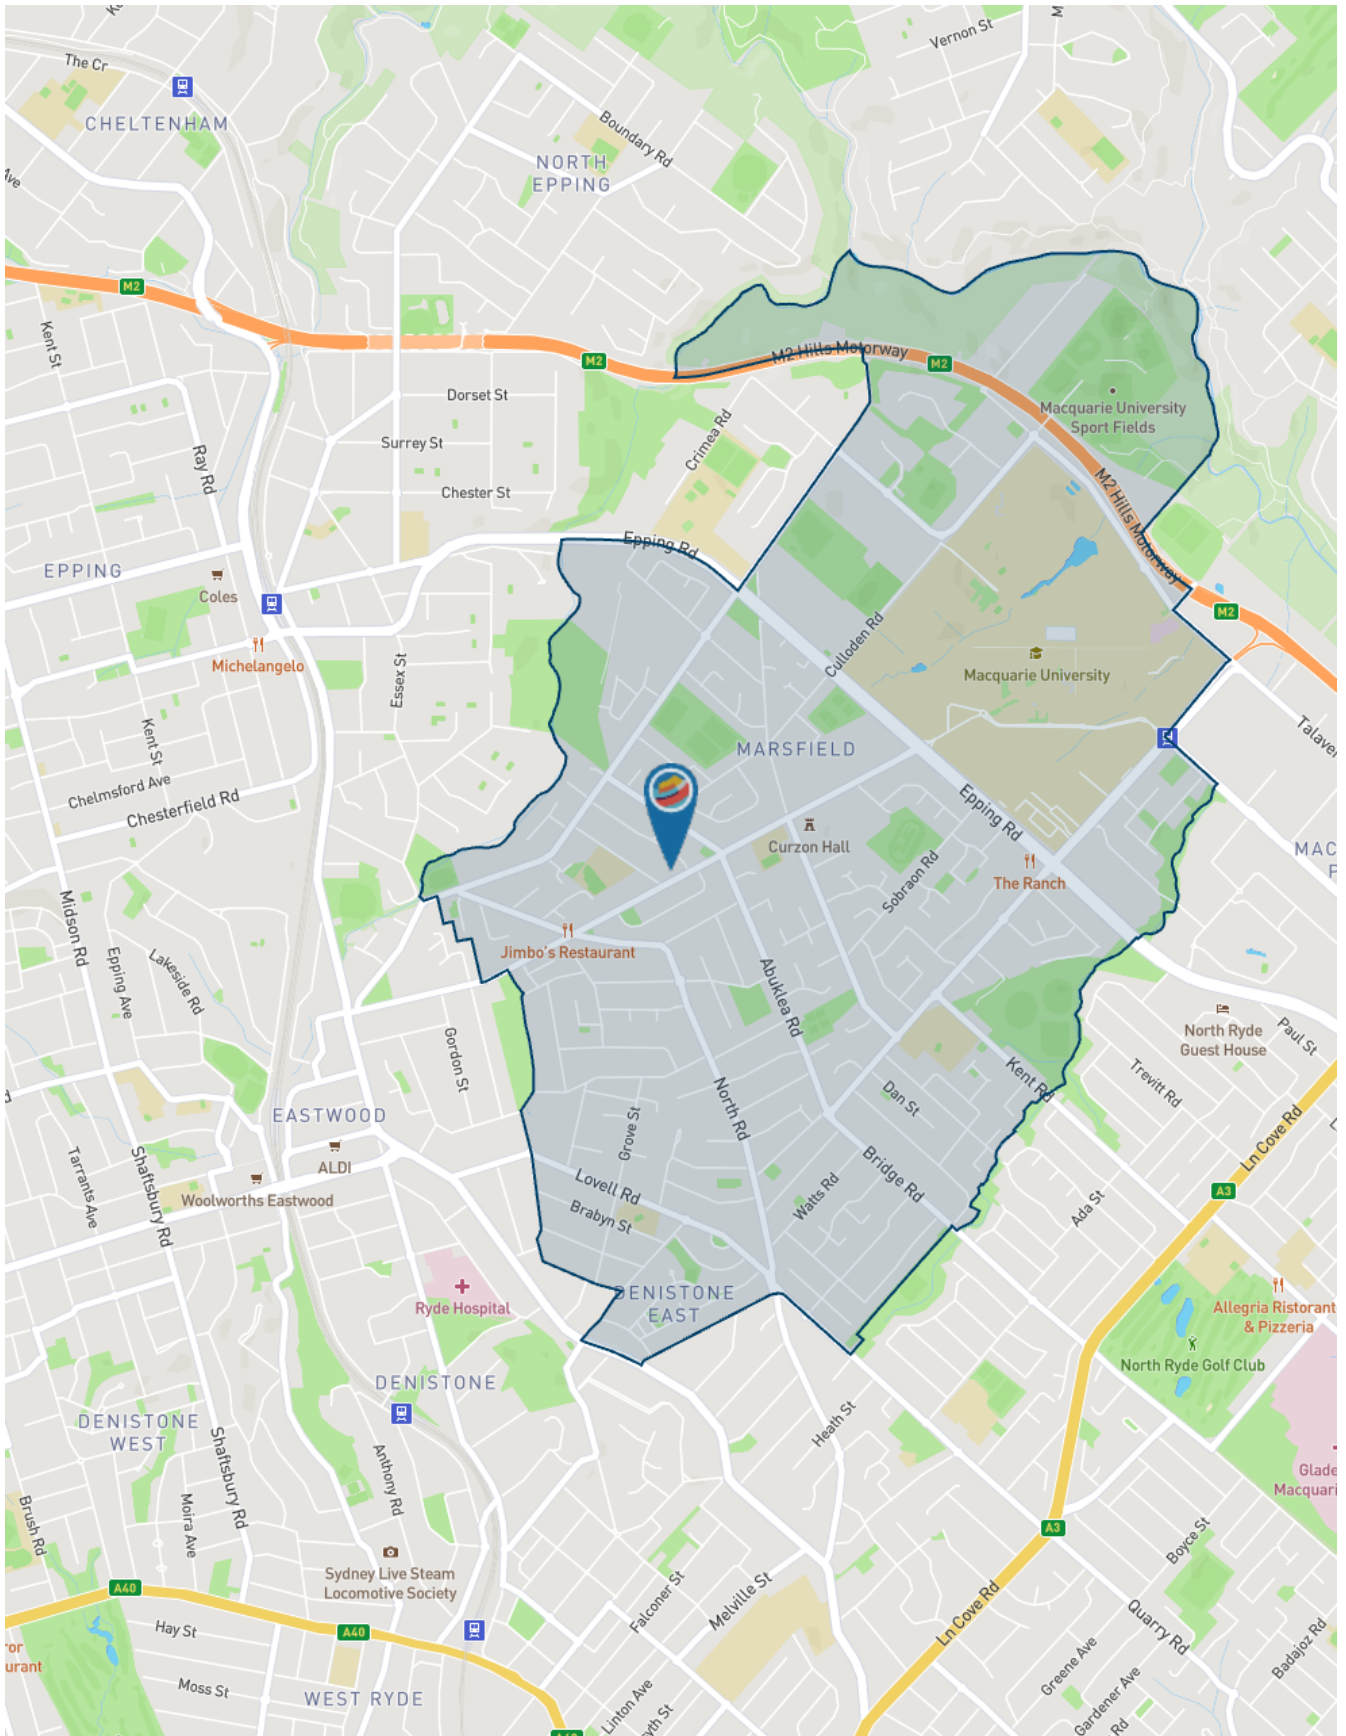 Vernon St
The Cr
CHELTENHAM
Boundary Rd
NORTH
EPPING
Ave
M2
Kent St
M2
M2 Hills Motorway
M2
Dorset St
Macquarie University
Sport Fields
Crimea Rd
Surrey St
Ray Rd
Chester St
M2 Hills Motorway
Epping Rd
EPPING
Coles
M2
Culloden Rd
Michelangelo
Essex St
Macquarie University
Kent St
MARSFIELD
Chelmsford Ave
Chesterfield Rd
Epping Rd
Curzon Hall
The Ranch
Sobraon Rd
Midson Rd
Jimbo's Restaurant
Epping Ave
Lakeside Rd
Abuklea Rd
North Ryde
Guest House
Paul St
Gordon St
Trevitt Rd
Kent Rd
Dan St
North Rd
EASTWOOD
Grove St
Ln Cove Rd
ALDI
Shaftsbury Rd
Tarrants Ave
Woolworths Eastwood
Lovell Rd
Bridge Rd
A3
Watts Rd
Ada St
Brabyn St
DENISTONE
EAST
Ryde Hospital
Allegria Ristorant
& Pizzeria
North Ryde Golf Club
DENISTONE
DENISTONE
WEST
Heath St
Shaftsbury Rd
Anthony Rd
Glade
Macquari
Moira Ave
Brush Rd
A3
Boyce St
Sydney Live Steam
Locomotive Society
A40
Falconer St
Melville St
Ln Cove Rd
Quarry Rd
Hay St
A40
Badajoz Rd
Greene Ave
Moss St
WEST RYDE
Linton Ave
Gardener Ave
Rd